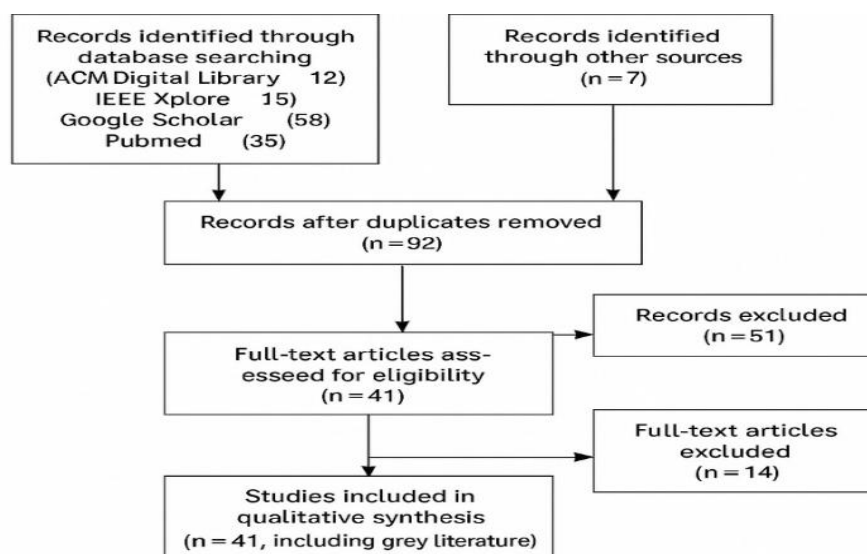 Records identified through
database searching
(ACM Digital Library 12)
IEEE Xplore 15)
Google Scholar (58)
Pubmed (35)
Records identified
through other sources
(n = 7)
Records after duplicates removed
(n = 92)
Records excluded
(n = 51)
Full-text articles ass-
esseed for eligibility
(n = 41)
Full-text articles
excluded
(n = 14)
Studies included in
qualitative synthesis
(n = 41, including grey literature)